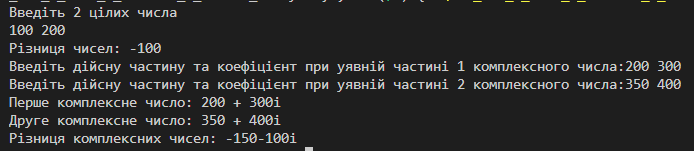 Введіть 2 цілих числа
100 200
Різниця чисел: -100
Введіть дійсну частину та коефіцієнт при уявній частині 1 комплексного числа:200 300
Введіть дійсну частину та коефіцієнт при уявній частині 2 комплексного числа:350 400
Перше комплексне число: 200 + 300i
Друге комплексне число: 350 + 400i
Різниця комплексних чисел: -150-100i